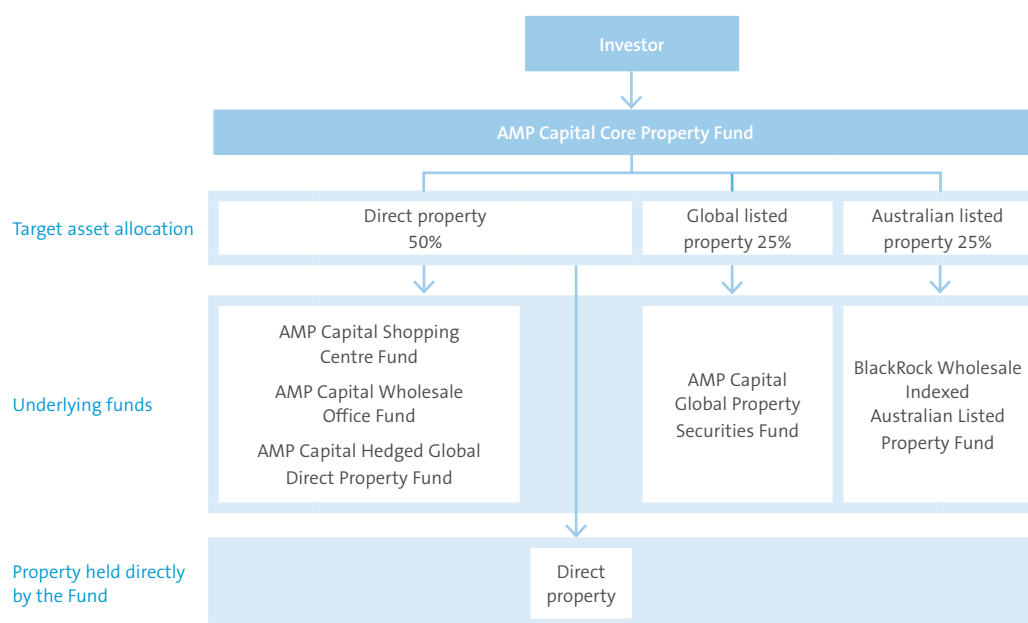 Investor
AMP Capital Core Property Fund
Target asset allocation
Direct property
50%
Global listed
property 25%
Australian listed
property 25%
Underlying funds
AMP Capital Shopping
Centre Fund
AMP Capital Wholesale
Office Fund
AMP Capital Hedged Global
Direct Property Fund
AMP Capital
Global Property
Securities Fund
BlackRock Wholesale
Indexed
Australian Listed
Property Fund
Property held directly
by the Fund
Direct
property